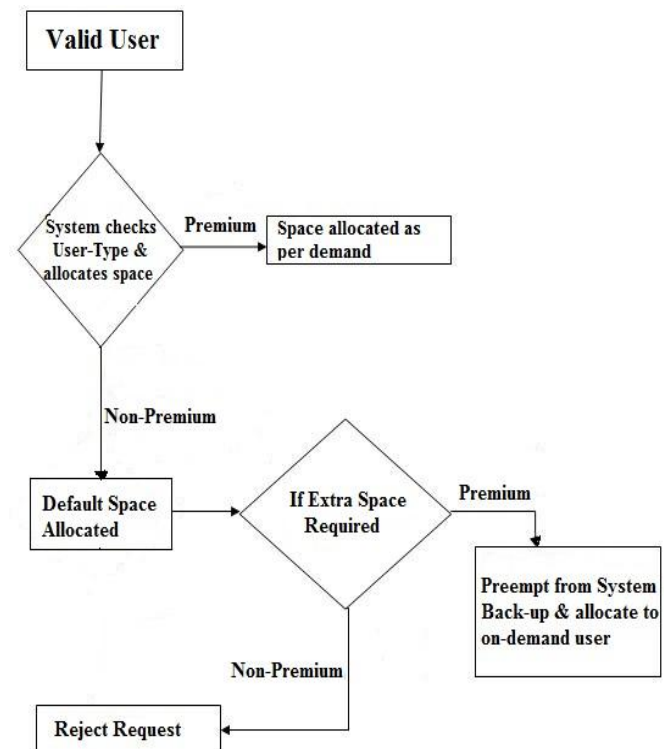 Valid User
System checks
User-Type &
allocates space
Premium
Space allocated as
per demand
Non-Premium
Default Space
Allocated
If Extra Space
Required
Premium
Preempt from System
Back-up & allocate to
on-demand user
Non-Premium
Reject Request